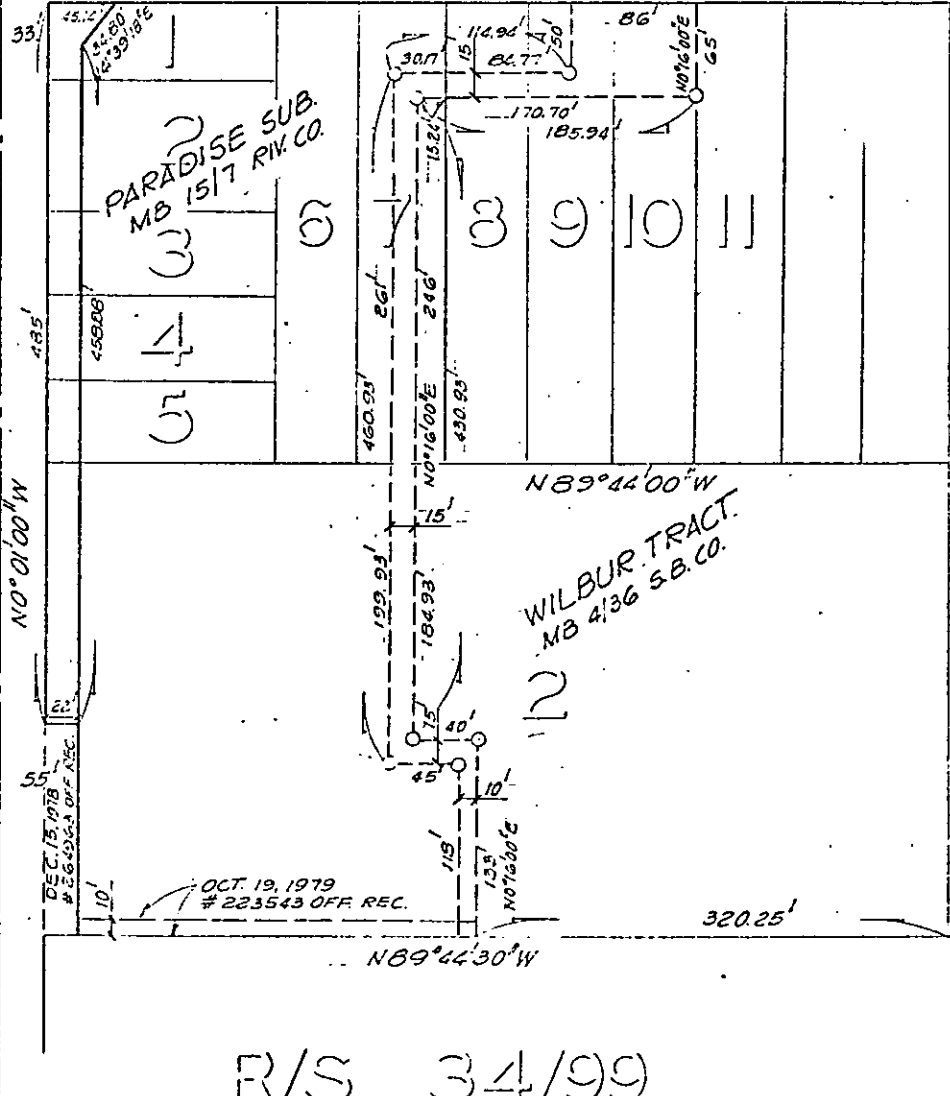 33'
45.14'
34.80'
1
30.17
114.94'
84.77'
15
50'
86'
N0°16'00"E
65'
170.70'
185.94'
15.24'
PARADISE SUB.
MB 15/7 RIV. CO.
2
3
4
5
6
7
8
9
10
11
485'
458.08'
261'
246'
460.93'
N0°16'00"E
430.93'
N89°44'00"W
N0°01'00"W
15'
WILBUR TRACT.
MB 4/36 S.B. CO.
2
199.93'
184.93'
22'
15'
40'
45'
10'
55'
DEC. 15, 1978
OFF REC.
118'
133'
N0°16'00"E
10'
OCT. 19, 1979
# 223543 OFF. REC.
320.25'
N89°44'30"W
R/S 34/99